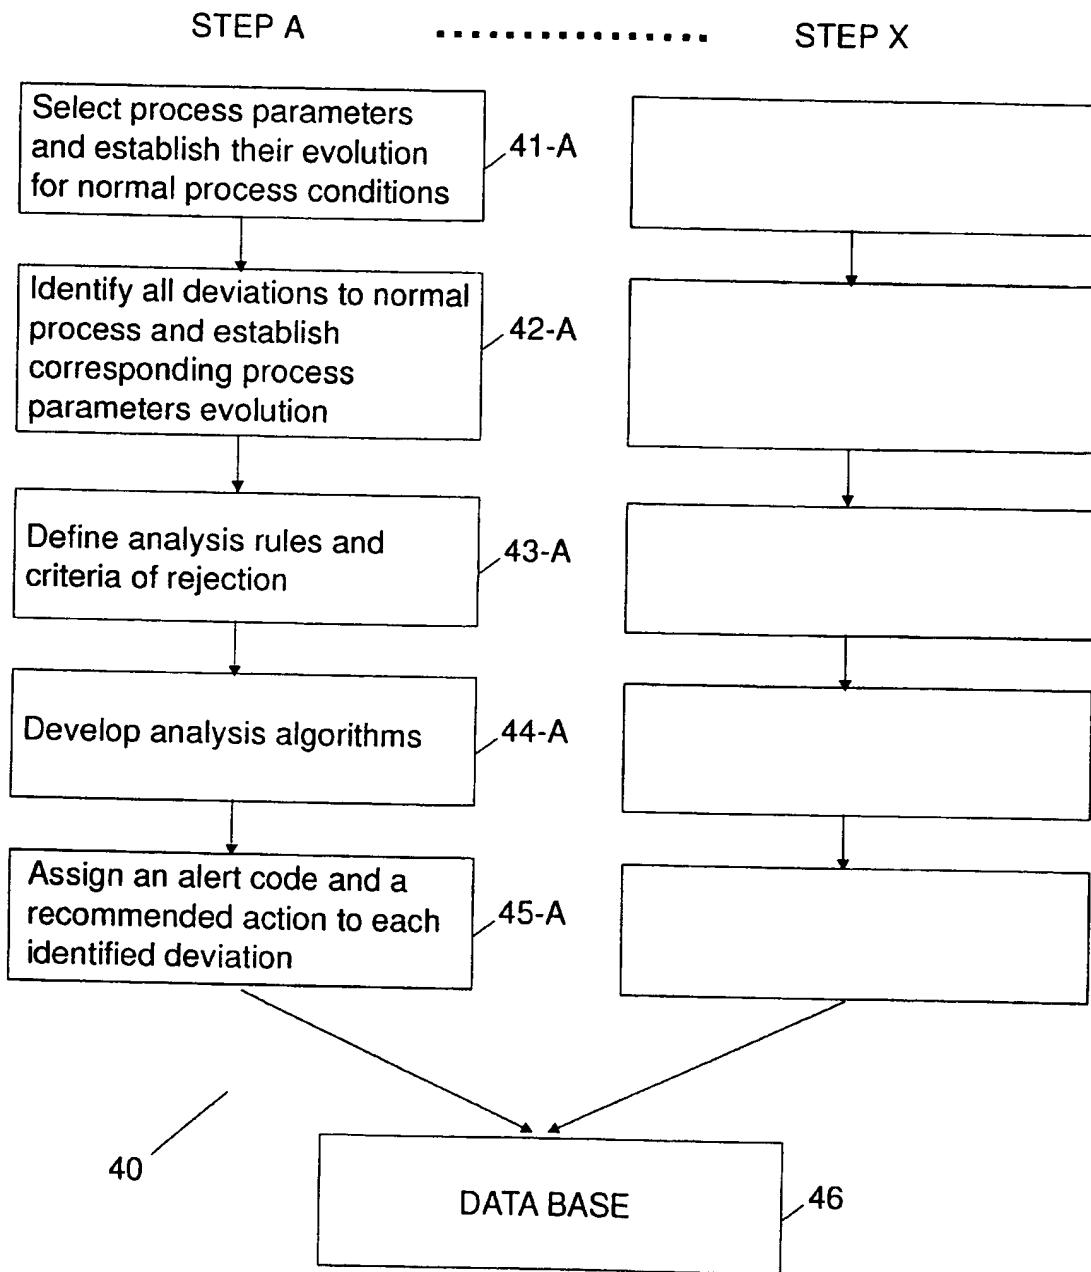 STEP A ............... STEP X
Select process parameters
and establish their evolution
for normal process conditions
41-A
Identify all deviations to normal
process and establish
corresponding process
parameters evolution
42-A
Define analysis rules and
criteria of rejection
43-A
Develop analysis algorithms
44-A
Assign an alert code and a
recommended action to each
identified deviation
45-A
40
DATA BASE
46